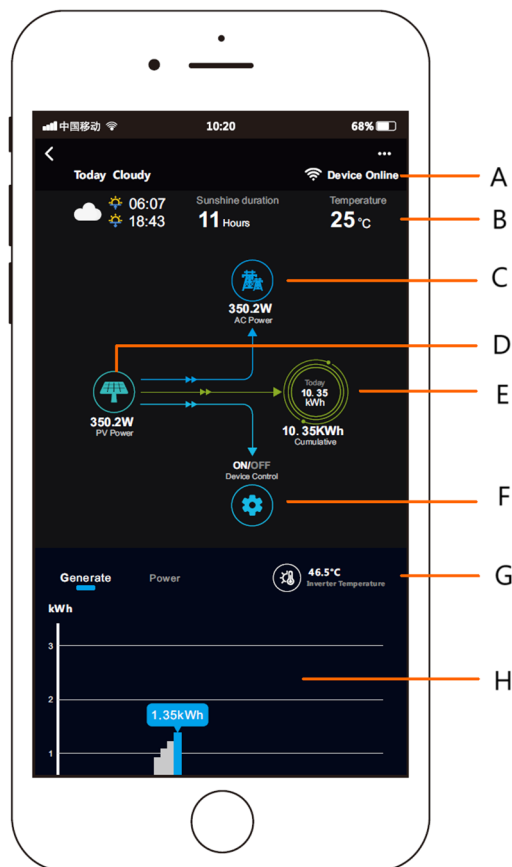 中国移动 10:20 68%
Today Cloudy Device Online
06:07 Sunshine duration Temperature
18:43 11 Hours 25 °C
350.2W
AC Power
Today
10. 35
kWh
350.2W
PV Power
10. 35KWh
Cumulative
ON/OFF
Device Control
Generate Power 46.5°C
Inverter Temperature
kWh
3
2
1.35kWh
1
A
B
C
D
E
F
G
H